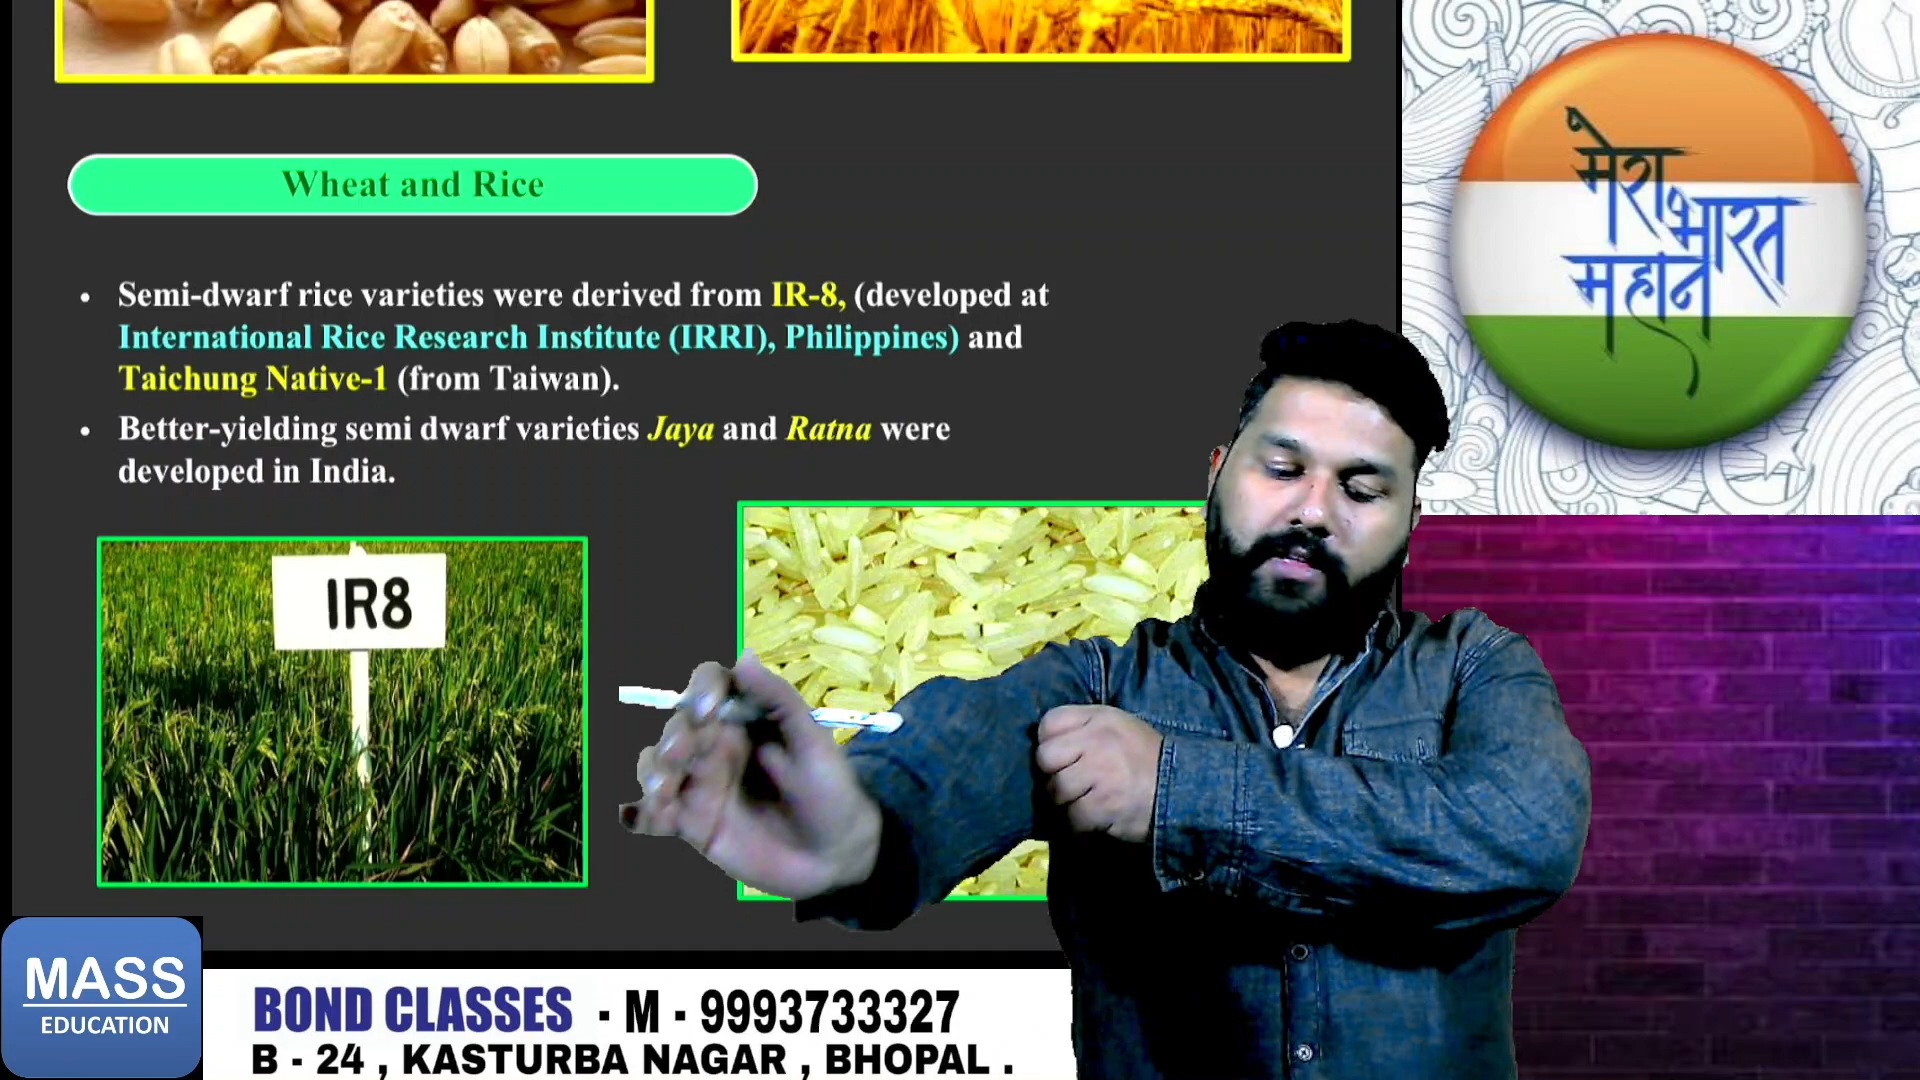 Wheat and Rice
• Semi-dwarf rice varieties were derived from IR-8, (developed at
International Rice Research Institute (IRRI), Philippines) and
Taichung Native-1 (from Taiwan).
• Better-yielding semi dwarf varieties Jaya and Ratna were
developed in India.
IR8
मेरा
भारत
महान
MASS
EDUCATION
BOND CLASSES - M - 9993733327
B - 24 , KASTURBA NAGAR , BHOPAL .